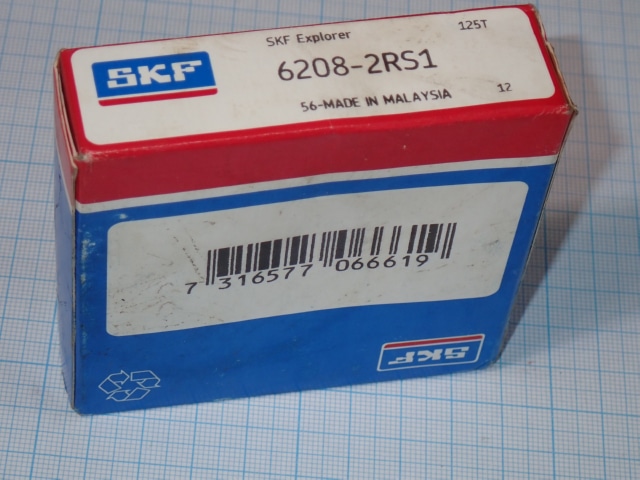 SKF Explorer
125T
SKF
6208-2RS1
56-MADE IN MALAYSIA
12
7 316577 066619
SKF